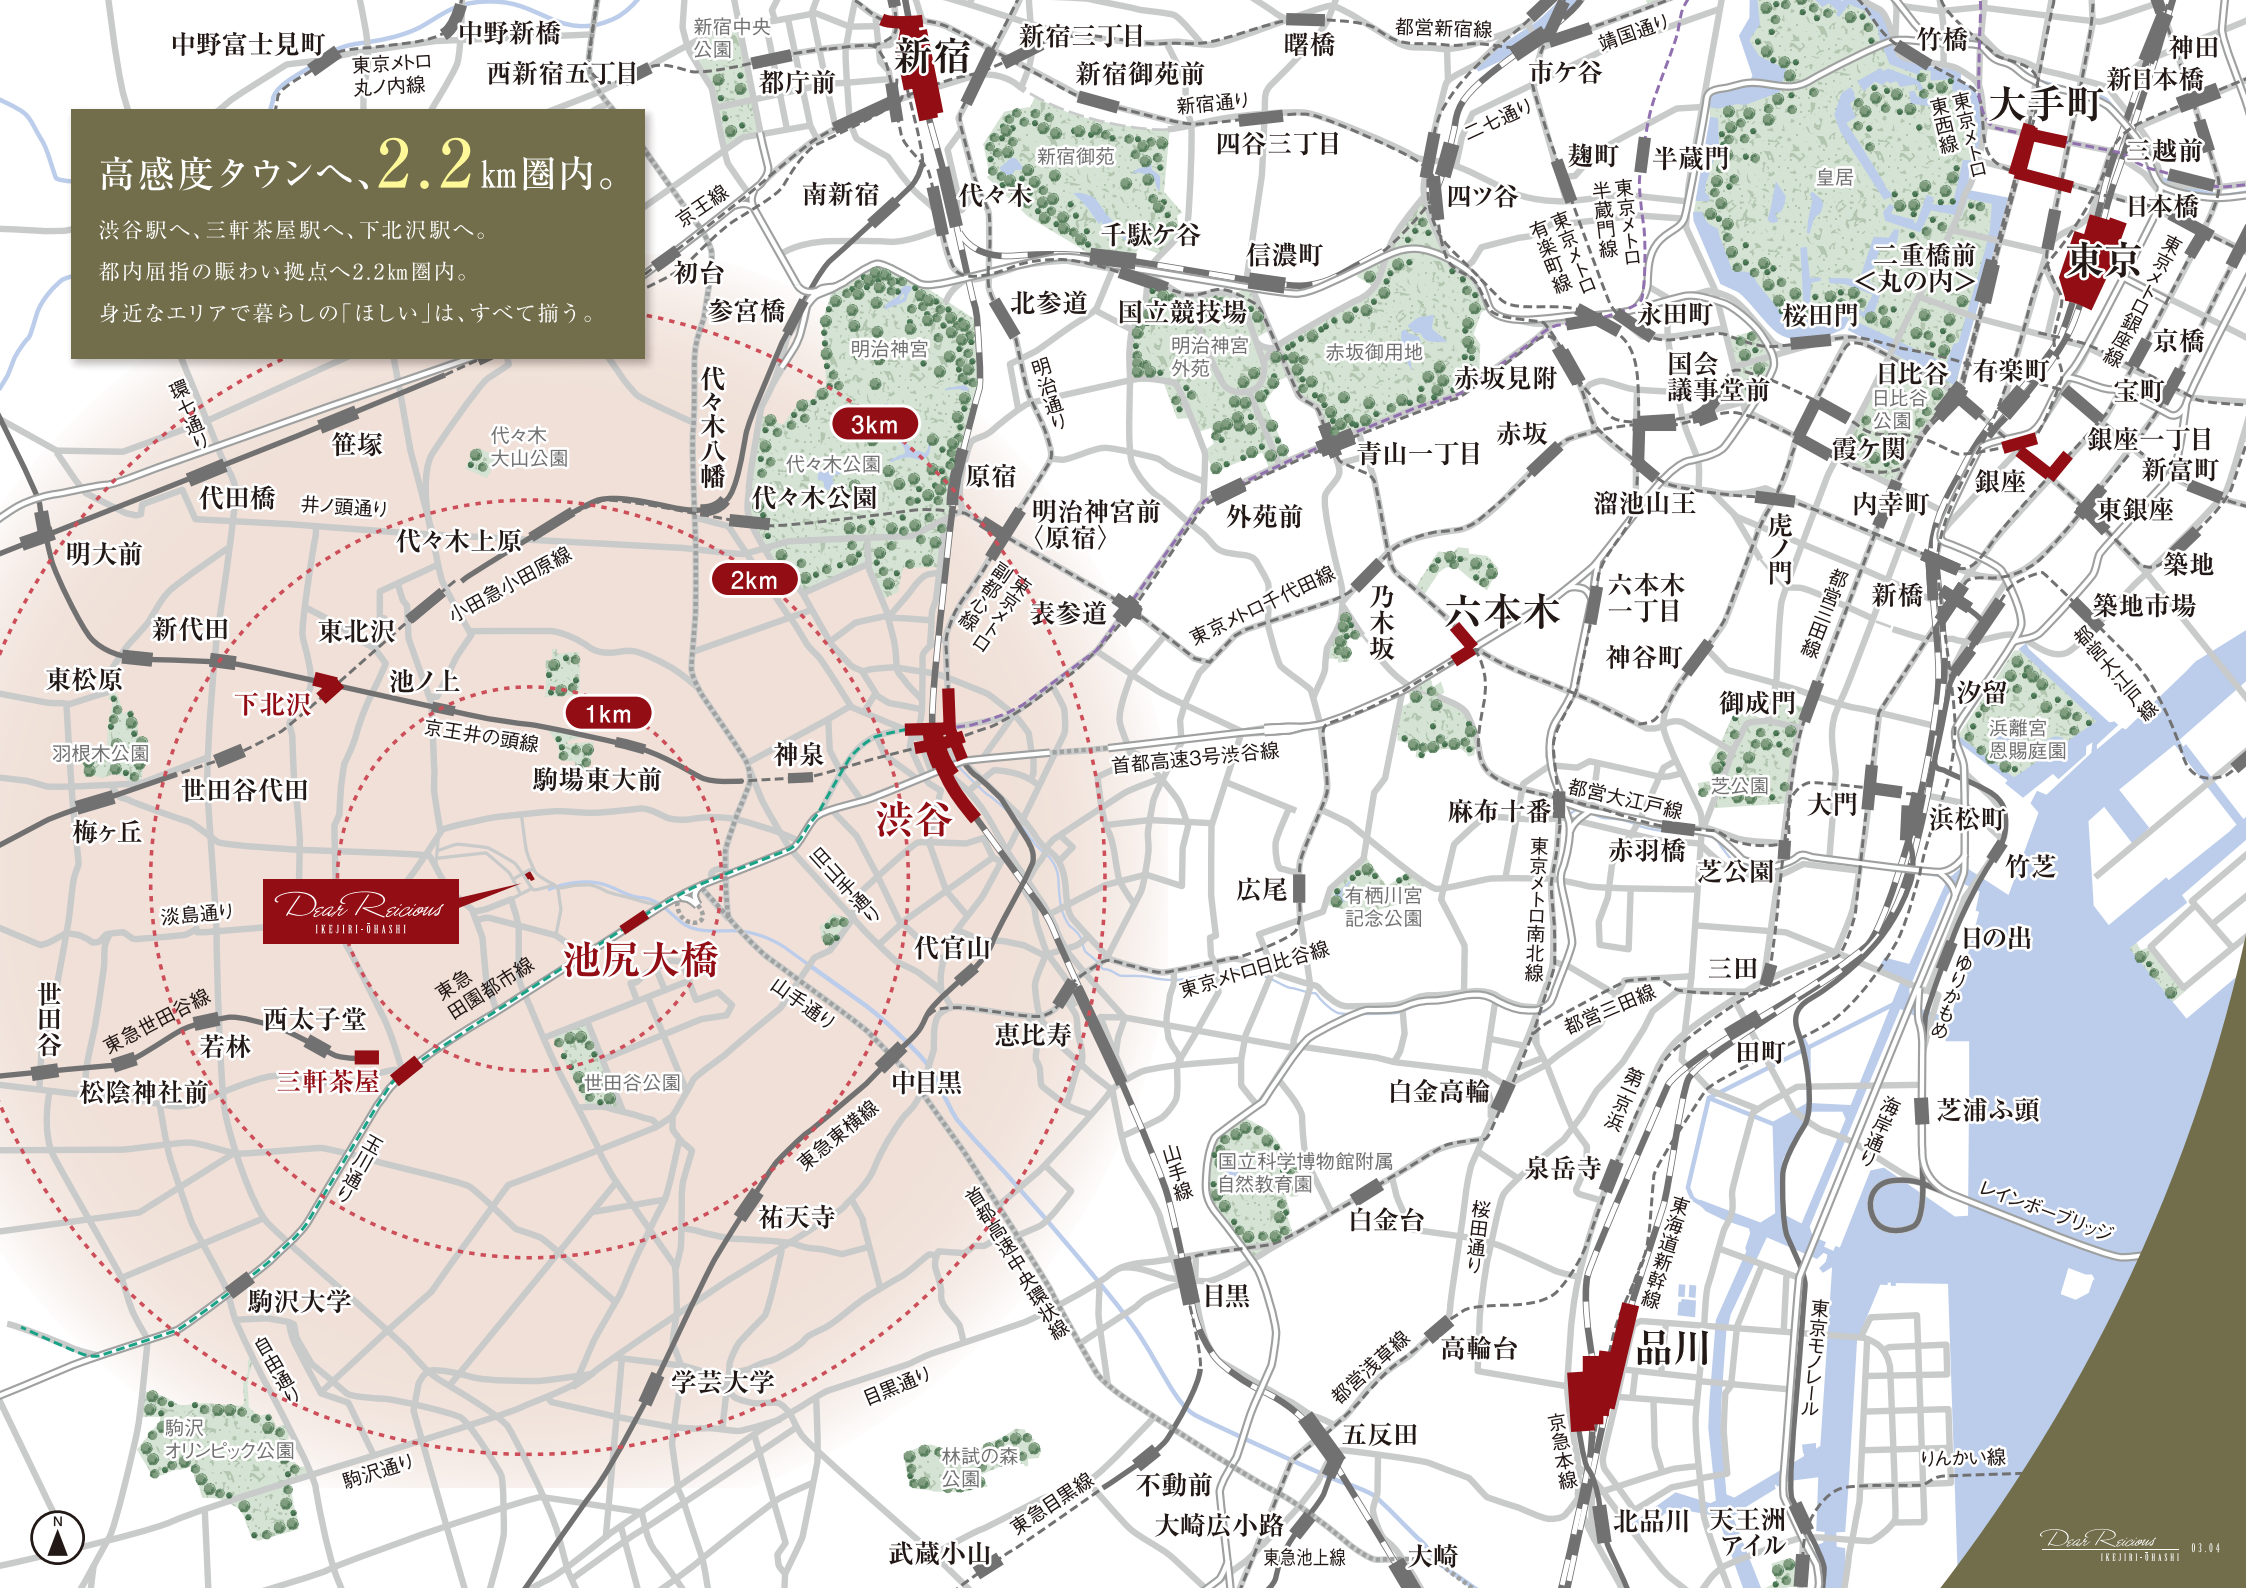 高感度タウンへ、2.2km圏内。
渋谷駅へ、三軒茶屋駅へ、下北沢駅へ。
都内屈指の賑わい拠点へ2.2km圏内。
身近なエリアで暮らしの「ほしい」は、すべて揃う。
中野富士見町
中野新橋
東京メトロ
丸ノ内線
西新宿五丁目
新宿中央
公園
都庁前
新宿
新宿三丁目
新宿御苑前
曙橋
都営新宿線
靖国通り
市ケ谷
竹橋
神田
新日本橋
大手町
東京メトロ
東西線
三越前
日本橋
新宿通り
四谷三丁目
二七通り
麹町
半蔵門
東京メトロ
半蔵門線
東京メトロ
有楽町線
四ツ谷
皇居
新宿御苑
代々木
南新宿
京王線
初台
参宮橋
千駄ケ谷
信濃町
北参道
国立競技場
明治神宮
外苑
明治神宮
明治通り
赤坂御用地
赤坂見附
永田町
国会
議事堂前
桜田門
二重橋前
<丸の内>
東京
東京メトロ銀座線
京橋
宝町
有楽町
日比谷
日比谷
公園
霞ケ関
銀座一丁目
新富町
銀座
東銀座
築地
築地市場
都営大江戸線
環七通り
笹塚
代田橋
井ノ頭通り
明大前
代々木
大山公園
代々木八幡
3km
代々木公園
代々木公園
原宿
明治神宮前
〈原宿〉
代々木上原
小田急小田原線
2km
東京メトロ
副都心線
表参道
外苑前
青山一丁目
赤坂
溜池山王
虎ノ門
内幸町
新橋
東京メトロ千代田線
乃木坂
六本木
六本木
一丁目
神谷町
都営三田線
御成門
汐留
浜離宮
恩賜庭園
新代田
東北沢
東松原
下北沢
池ノ上
京王井の頭線
1km
羽根木公園
世田谷代田
梅ヶ丘
駒場東大前
神泉
渋谷
首都高速3号渋谷線
麻布十番
都営大江戸線
赤羽橋
芝公園
芝公園
大門
浜松町
竹芝
日の出
ゆりかもめ
Dear Reicious
IKEJIRI-ŌHASHI
淡島通り
旧山手通り
池尻大橋
代官山
山手通り
東急
田園都市線
広尾
有栖川宮
記念公園
東京メトロ日比谷線
東京メトロ南北線
都営三田線
三田
田町
世田谷
東急世田谷線
若林
西太子堂
松陰神社前
三軒茶屋
世田谷公園
恵比寿
中目黒
東急東横線
白金高輪
第一京浜
芝浦ふ頭
海岸通り
玉川通り
祐天寺
首都高速中央環状線
山手線
国立科学博物館附属
自然教育園
白金台
桜田通り
泉岳寺
東海道新幹線
レインボーブリッジ
駒沢大学
自由通り
目黒
高輪台
都営浅草線
品川
東京モノレール
学芸大学
目黒通り
駒沢
オリンピック公園
駒沢通り
林試の森
公園
東急目黒線
不動前
五反田
京急本線
りんかい線
武蔵小山
大崎広小路
東急池上線
大崎
北品川
天王洲
アイル
N
Dear Reicious
IKEJIRI-ŌHASHI
03.04